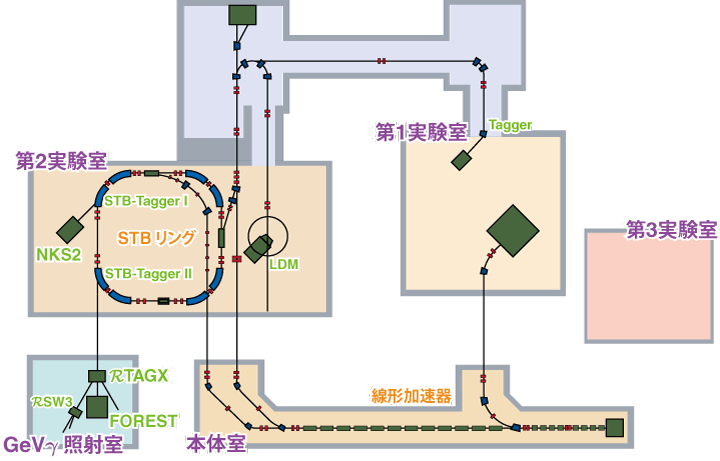 第1実験室
Tagger
第2実験室
STB-Tagger I
NKS2
STB リング
STB-Tagger II
LDM
第3実験室
RTAGX
RSW3
FOREST
GeVγ 照射室
本体室
線形加速器